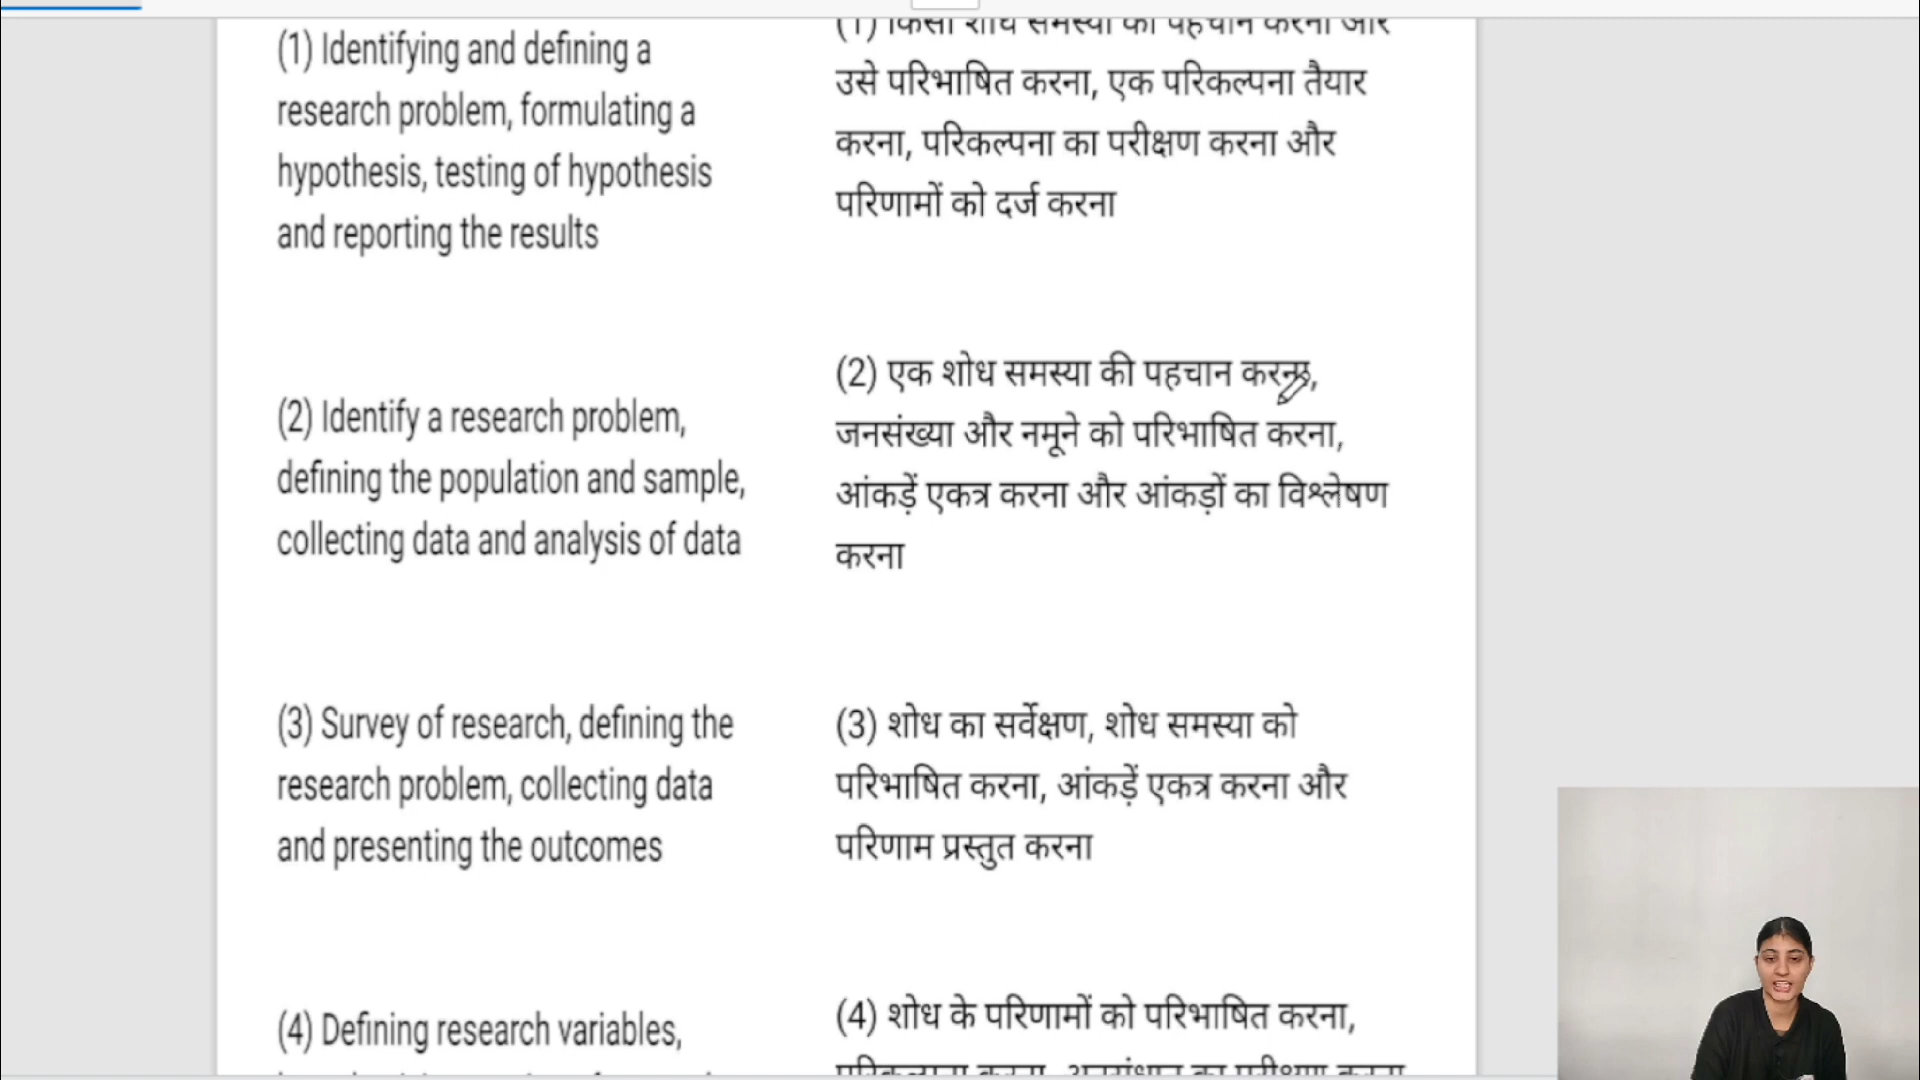 (1) Identifying and defining a
research problem, formulating a
hypothesis, testing of hypothesis
and reporting the results
(2) Identify a research problem,
defining the population and sample,
collecting data and analysis of data
(3) Survey of research, defining the
research problem, collecting data
and presenting the outcomes
(4) Defining research variables,
(1) किसी शोध समस्या की पहचान करना और
उसे परिभाषित करना, एक परिकल्पना तैयार
करना, परिकल्पना का परीक्षण करना और
परिणामों को दर्ज करना
(2) एक शोध समस्या की पहचान करना,
जनसंख्या और नमूने को परिभाषित करना,
आंकड़ें एकत्र करना और आंकड़ों का विश्लेषण
करना
(3) शोध का सर्वेक्षण, शोध समस्या को
परिभाषित करना, आंकड़ें एकत्र करना और
परिणाम प्रस्तुत करना
(4) शोध के परिणामों को परिभाषित करना,